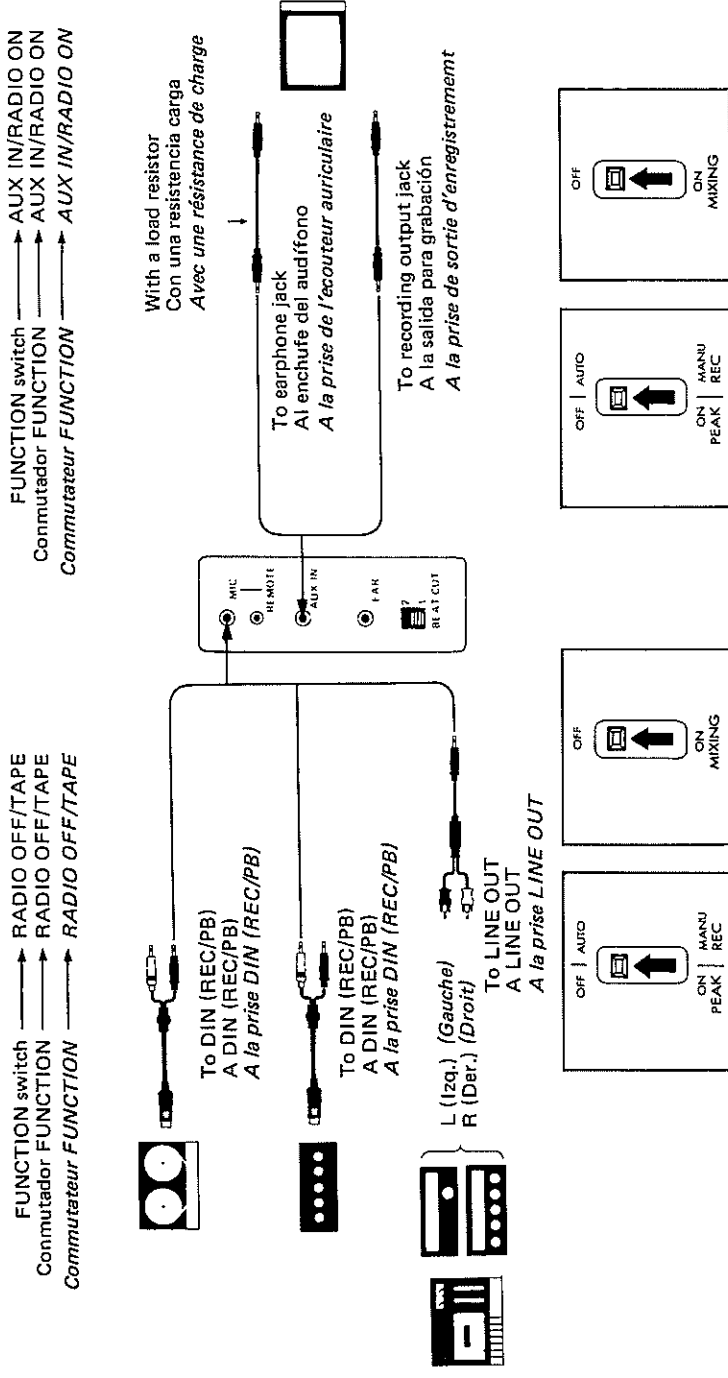 FUNCTION switch → RADIO OFF/TAPE
Conmutador FUNCTION → RADIO OFF/TAPE
Commutateur FUNCTION → RADIO OFF/TAPE
To DIN (REC/PB)
A DIN (REC/PB)
A la prise DIN (REC/PB)
To DIN (REC/PB)
A DIN (REC/PB)
A la prise DIN (REC/PB)
L (Izq.) (Gauche)
R (Der.) (Droit)
To LINE OUT
A LINE OUT
A la prise LINE OUT
OFF | AUTO
ON | MANU
PEAK | REC
OFF
ON
MIXING
MIC
REMOTE
AUX IN
EAR
2
1
BEAT CUT
FUNCTION switch → AUX IN/RADIO ON
Conmutador FUNCTION → AUX IN/RADIO ON
Commutateur FUNCTION → AUX IN/RADIO ON
With a load resistor
Con una resistencia carga
Avec une résistance de charge
To earphone jack
Al enchufe del audífono
A la prise de l'ecouteur auriculaire
To recording output jack
A la salida para grabación
A la prise de sortie d'enregistrememt
OFF | AUTO
ON | MANU
PEAK | REC
OFF
ON
MIXING